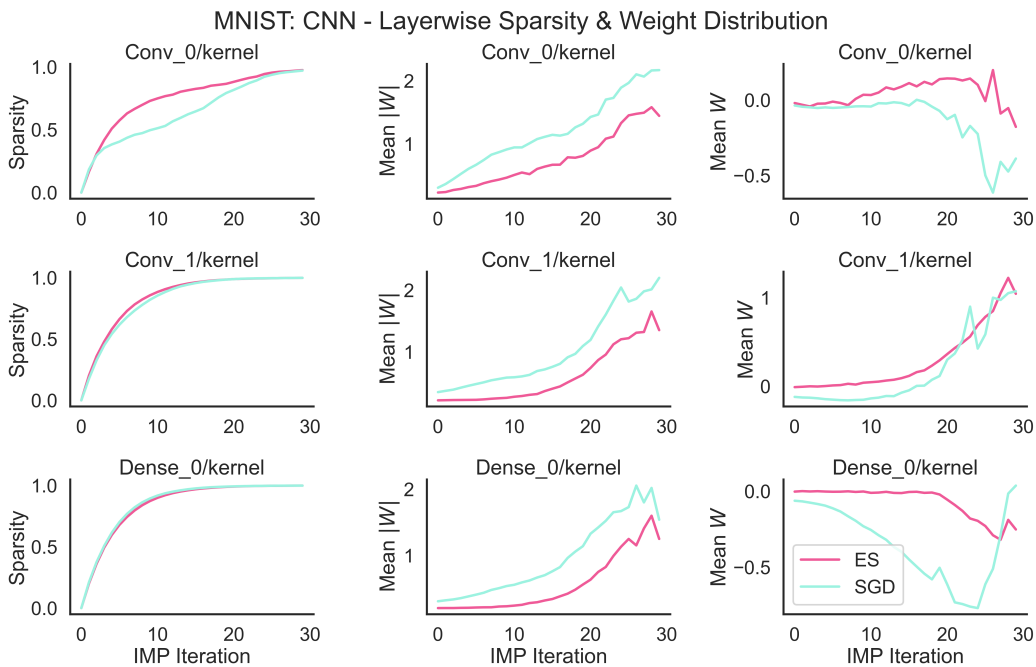 MNIST: CNN - Layerwise Sparsity & Weight Distribution
Conv_0/kernel
Conv_0/kernel
Conv_0/kernel
Sparsity
1.0
0.5
0.0
0 10 20 30
Mean |W|
2
1
0 10 20 30
Mean W
0.0
−0.5
0 10 20 30
Conv_1/kernel
Conv_1/kernel
Conv_1/kernel
Sparsity
1.0
0.5
0.0
0 10 20 30
Mean |W|
2
1
0 10 20 30
Mean W
1
0
0 10 20 30
Dense_0/kernel
Dense_0/kernel
Dense_0/kernel
Sparsity
1.0
0.5
0.0
0 10 20 30
IMP Iteration
Mean |W|
2
1
0 10 20 30
IMP Iteration
Mean W
0.0
−0.5
ES
SGD
0 10 20 30
IMP Iteration